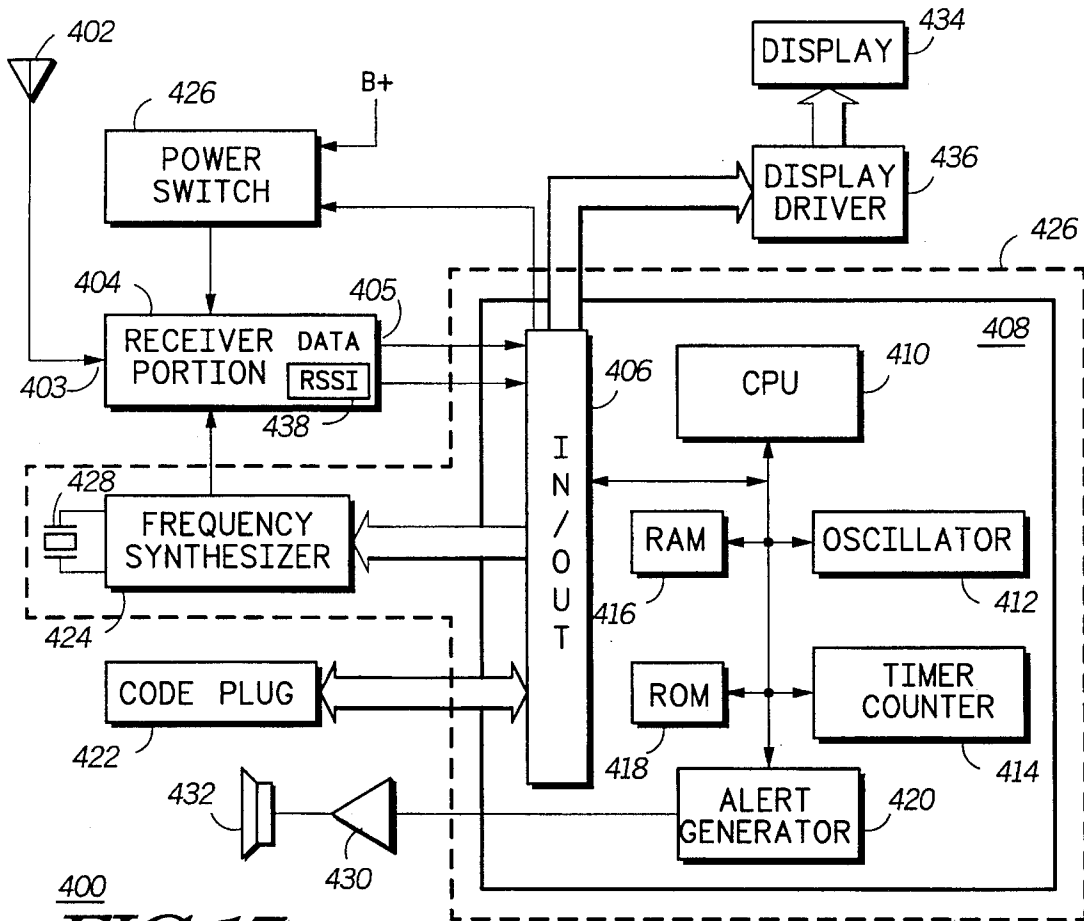 402
426
B+
POWER
SWITCH
DISPLAY
434
DISPLAY
DRIVER
436
426
404
405
RECEIVER
PORTION
DATA
RSSI
403
438
406
408
CPU
410
IN/OUT
428
FREQUENCY
SYNTHESIZER
424
RAM
416
OSCILLATOR
412
CODE PLUG
422
ROM
418
TIMER
COUNTER
414
432
430
ALERT
GENERATOR
420
400